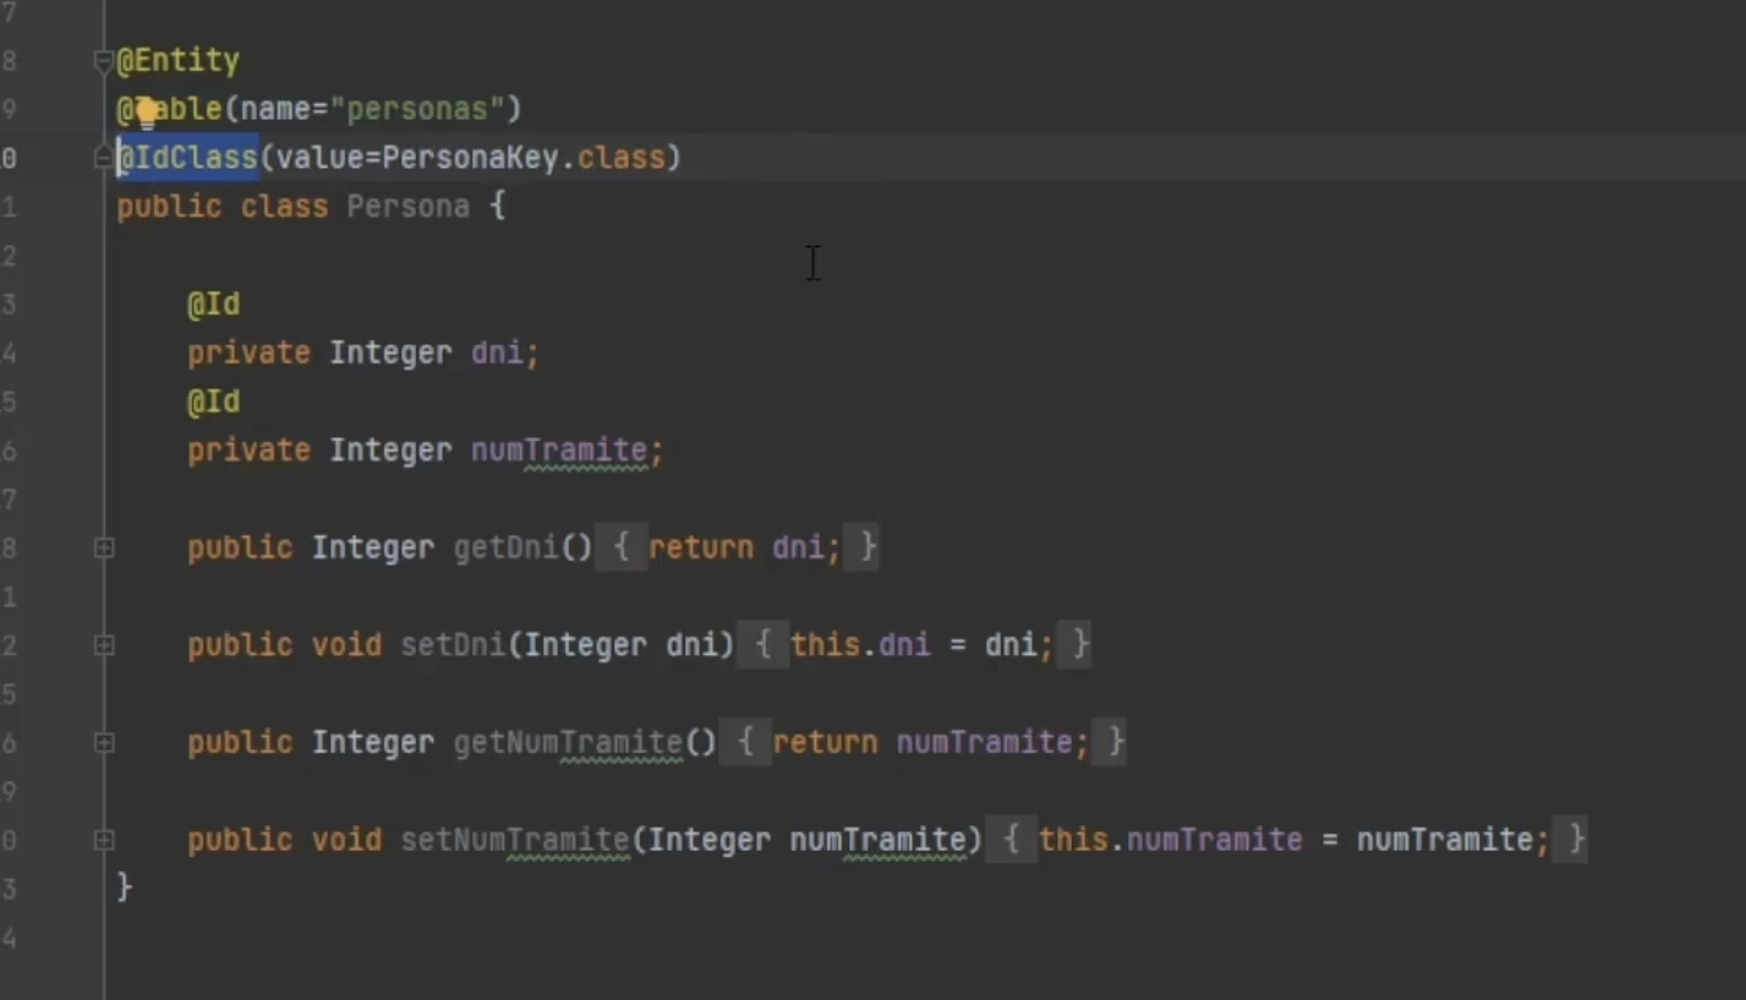 7
8 @Entity
9 @Table(name="personas")
0 @IdClass(value=PersonaKey.class)
1 public class Persona {
2
3 @Id
4 private Integer dni;
5 @Id
6 private Integer numTramite;
7
8 public Integer getDni() { return dni; }
1
2 public void setDni(Integer dni) { this.dni = dni; }
5
6 public Integer getNumTramite() { return numTramite; }
9
0 public void setNumTramite(Integer numTramite) { this.numTramite = numTramite; }
3 }
4